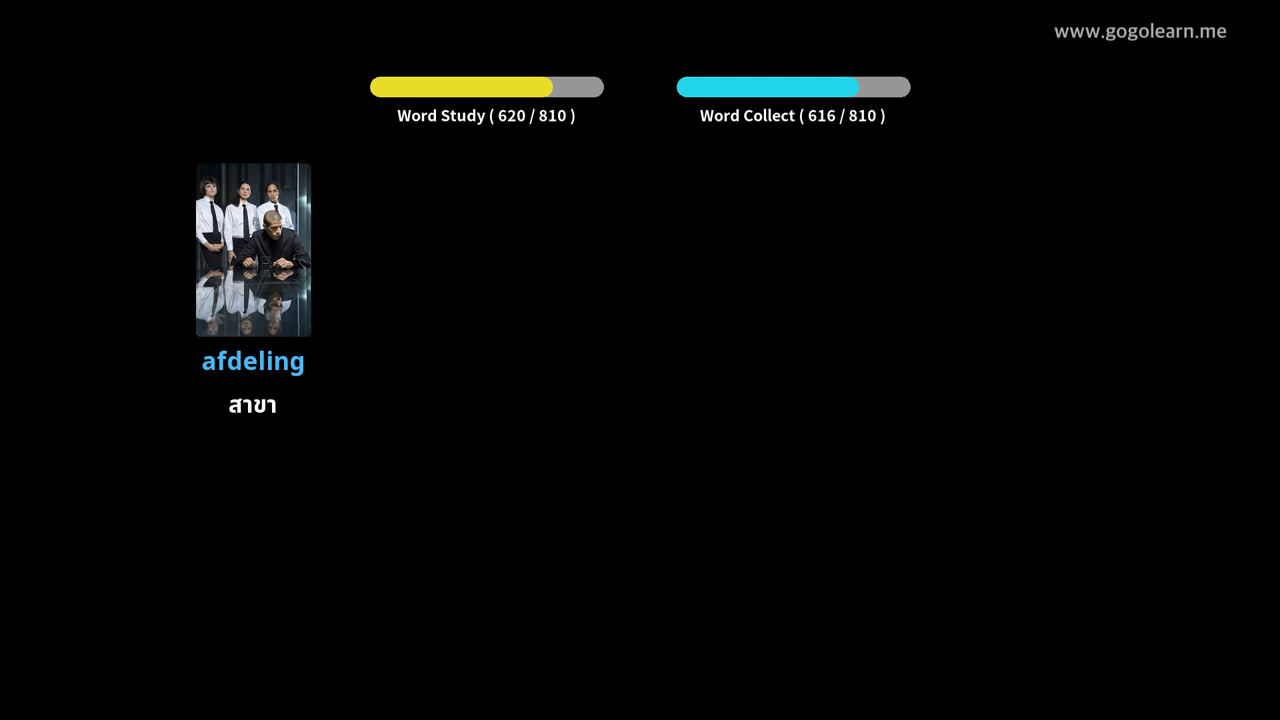 www.gogolearn.me
Word Study ( 620 / 810 )
Word Collect ( 616 / 810 )
afdeling
สาขา